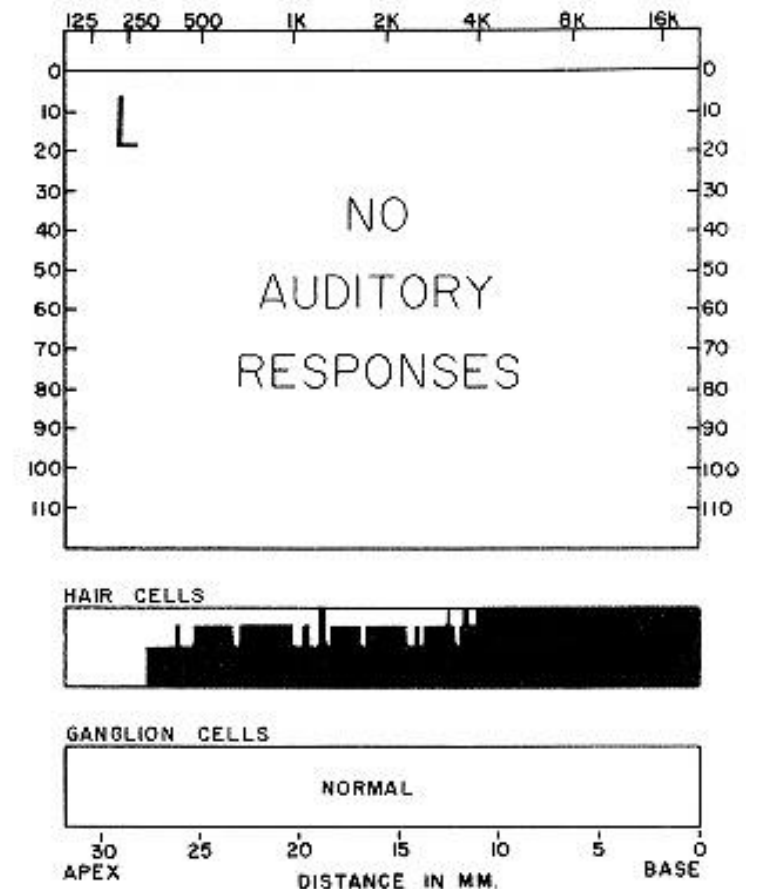 125 250 500 1K 2K 4K 8K 16K
0 0
10 10
L
20 20
30 30
NO
40 40
50 50
AUDITORY
60 60
70 70
RESPONSES
80 80
90 90
100 100
110 110
HAIR CELLS
GANGLION CELLS
NORMAL
30 25 20 15 10 5 0
APEX DISTANCE IN MM. BASE